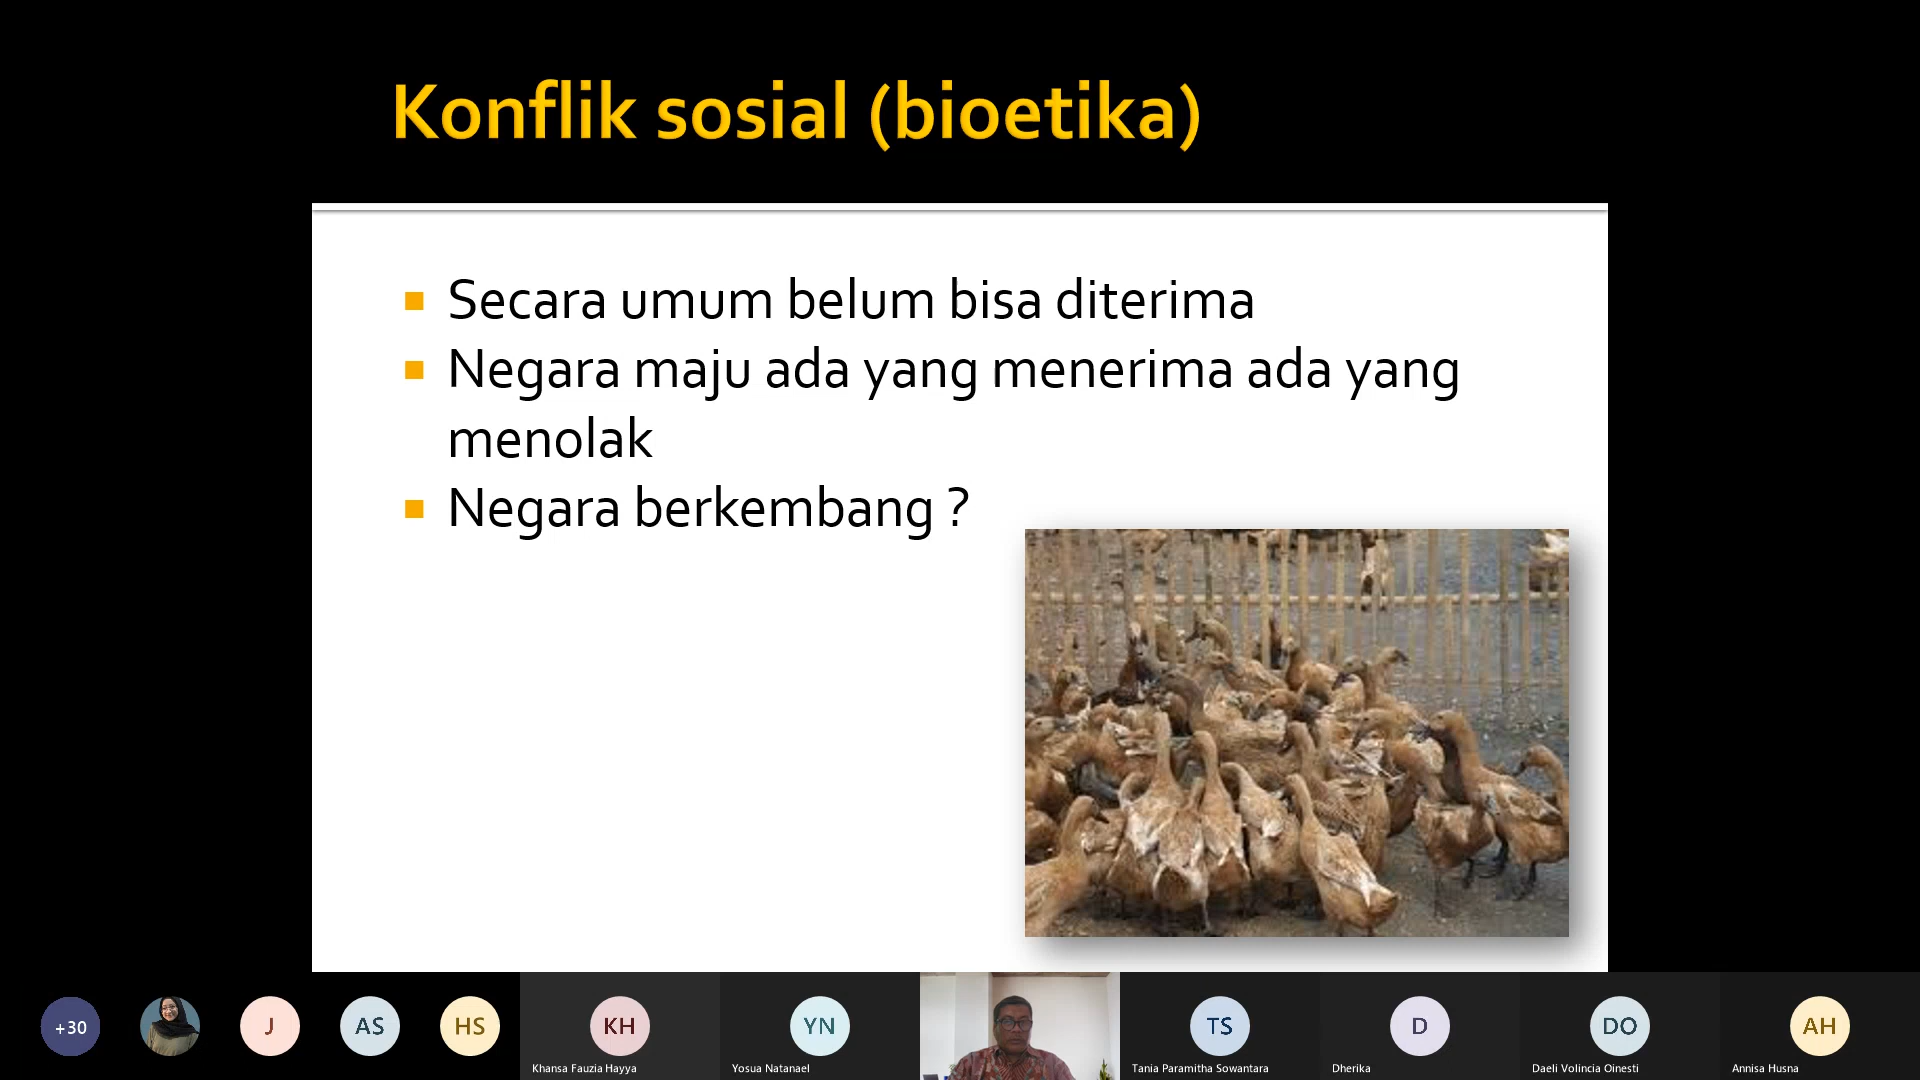 Konflik sosial (bioetika)
Secara umum belum bisa diterima
Negara maju ada yang menerima ada yang
menolak
Negara berkembang ?
+30
J
AS
HS
KH
Khansa Fauzia Hayya
YN
Yosua Natanael
TS
Tania Paramitha Sowantara
D
Dherika
DO
Daeli Volincia Oinesti
AH
Annisa Husna